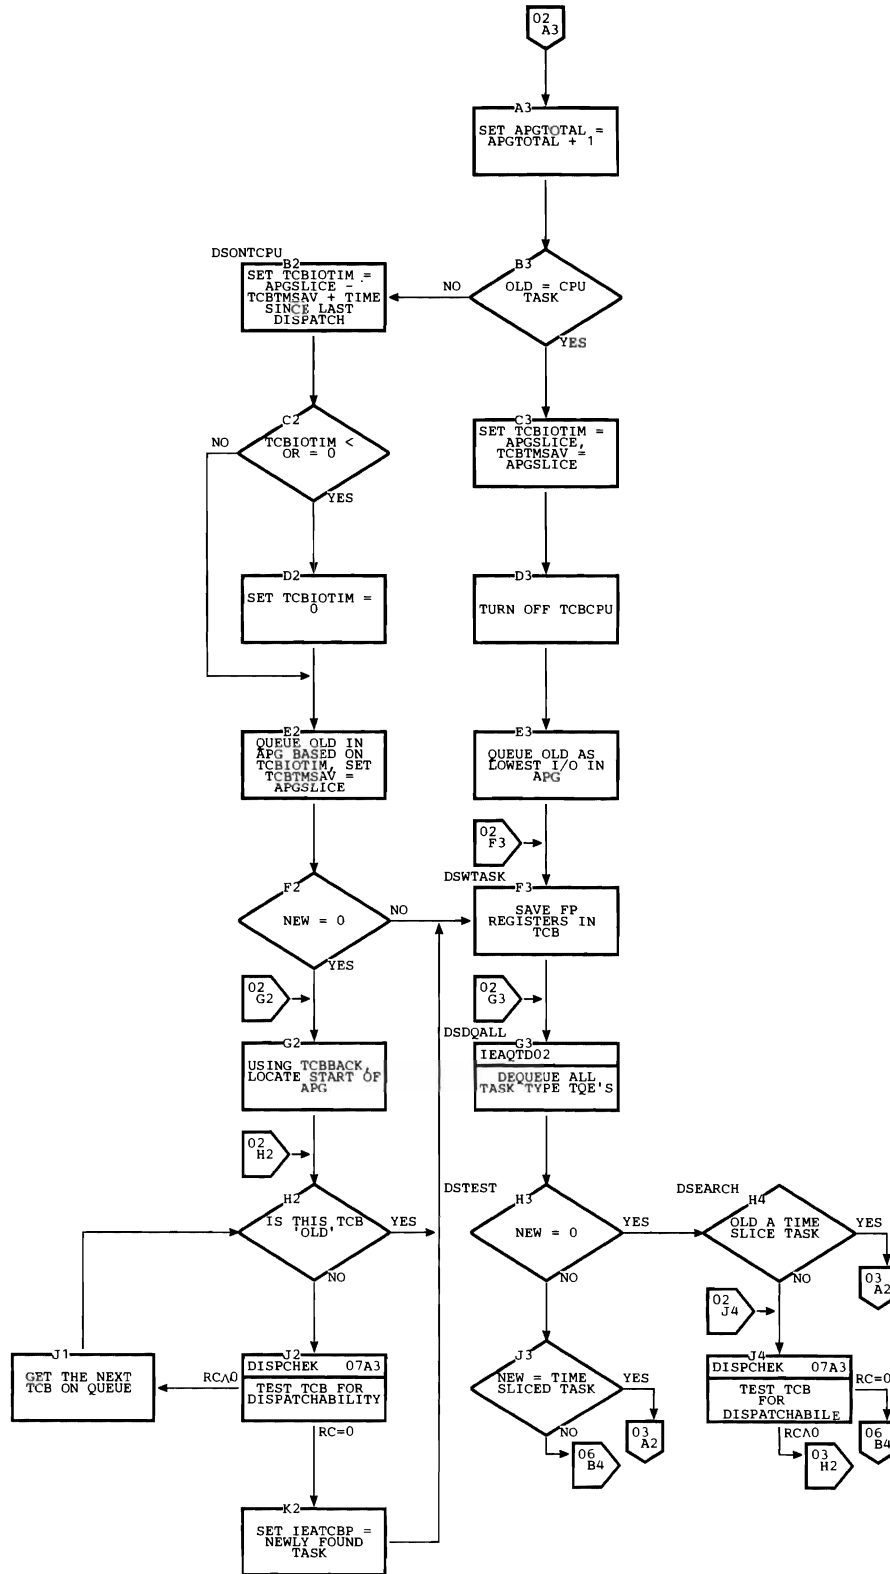 02
A3
A3
SET APGTOTAL =
APGTOTAL + 1
DSONTCPU
B2
SET TCBIOTIM =
APGSLICE -
TCBTMSAV + TIME
SINCE LAST
DISPATCH
NO
B3
OLD = CPU
TASK
YES
C2
TCBIOTIM <
OR = 0
NO
YES
C3
SET TCBIOTIM =
APGSLICE,
TCBTMSAV =
APGSLICE
D2
SET TCBIOTIM =
0
D3
TURN OFF TCBCPU
E2
QUEUE OLD IN
APG BASED ON
TCBIOTIM, SET
TCBTMSAV =
APGSLICE
E3
QUEUE OLD AS
LOWEST I/O IN
APG
02
F3
DSWTASK
F2
NEW = 0
NO
YES
F3
SAVE FP
REGISTERS IN
TCB
02
G2
02
G3
DSDQALL
G2
USING TCBBACK,
LOCATE START OF
APG
G3
IEAQTD02
DEQUEUE ALL
TASK TYPE TQE'S
02
H2
H2
IS THIS TCB
'OLD'
YES
NO
DSTEST
H3
NEW = 0
YES
NO
DSEARCH
H4
OLD A TIME
SLICE TASK
YES
NO
03
A2
02
J4
J1
GET THE NEXT
TCB ON QUEUE
RC∧0
J2
DISPCHEK 07A3
TEST TCB FOR
DISPATCHABILITY
RC=0
J3
NEW = TIME
SLICED TASK
YES
NO
06
B4
03
A2
J4
DISPCHEK 07A3
TEST TCB
FOR
DISPATCHABILE
RC=0
RC∧0
03
H2
06
B4
K2
SET IEATCBP =
NEWLY FOUND
TASK